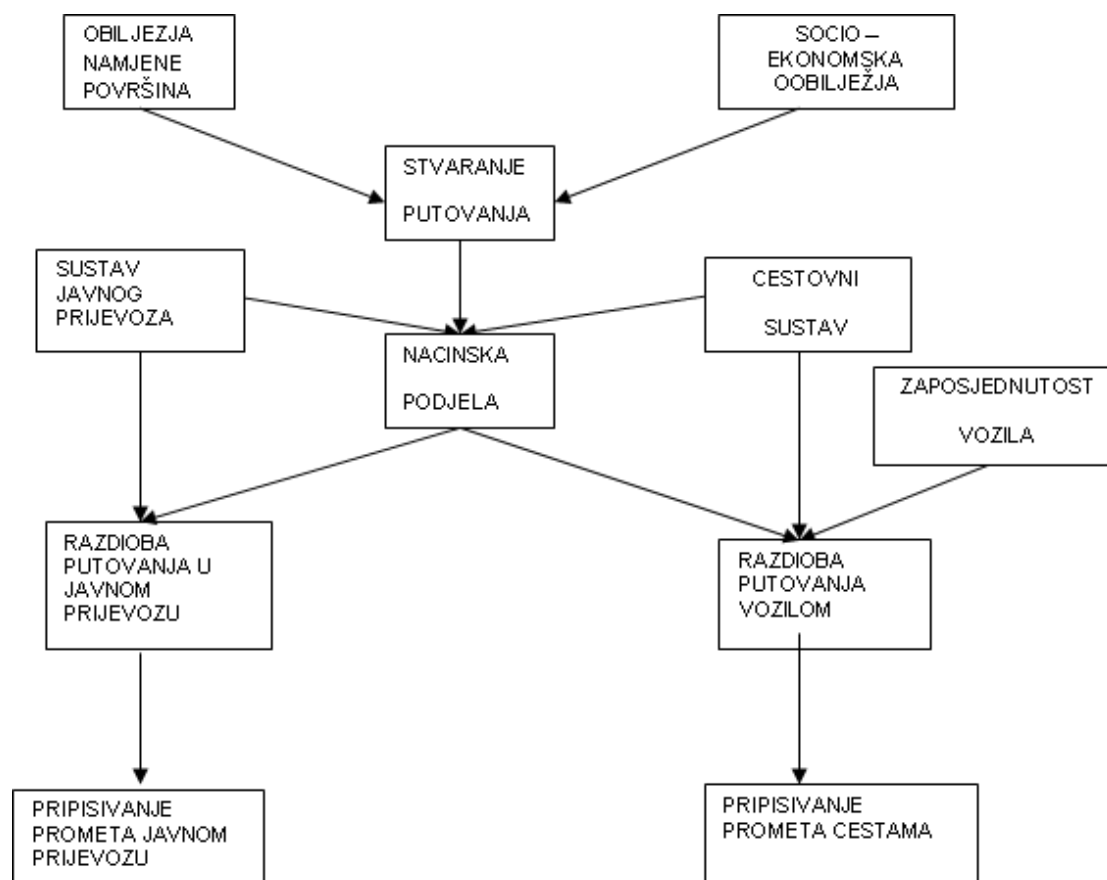 OBILJEZJA
NAMJENE
POVRŠINA
SOCIO –
EKONOMSKA
OOBILJEŽJA
STVARANJE
PUTOVANJA
SUSTAV
JAVNOG
PRIJEVOZA
CESTOVNI
SUSTAV
NACINSKA
PODJELA
ZAPOSJEDNUTOST
VOZILA
RAZDIOBA
PUTOVANJA U
JAVNOM
PRIJEVOZU
RAZDIOBA
PUTOVANJA
VOZILOM
PRIPISIVANJE
PROMETA JAVNOM
PRIJEVOZU
PRIPISIVANJE
PROMETA CESTAMA